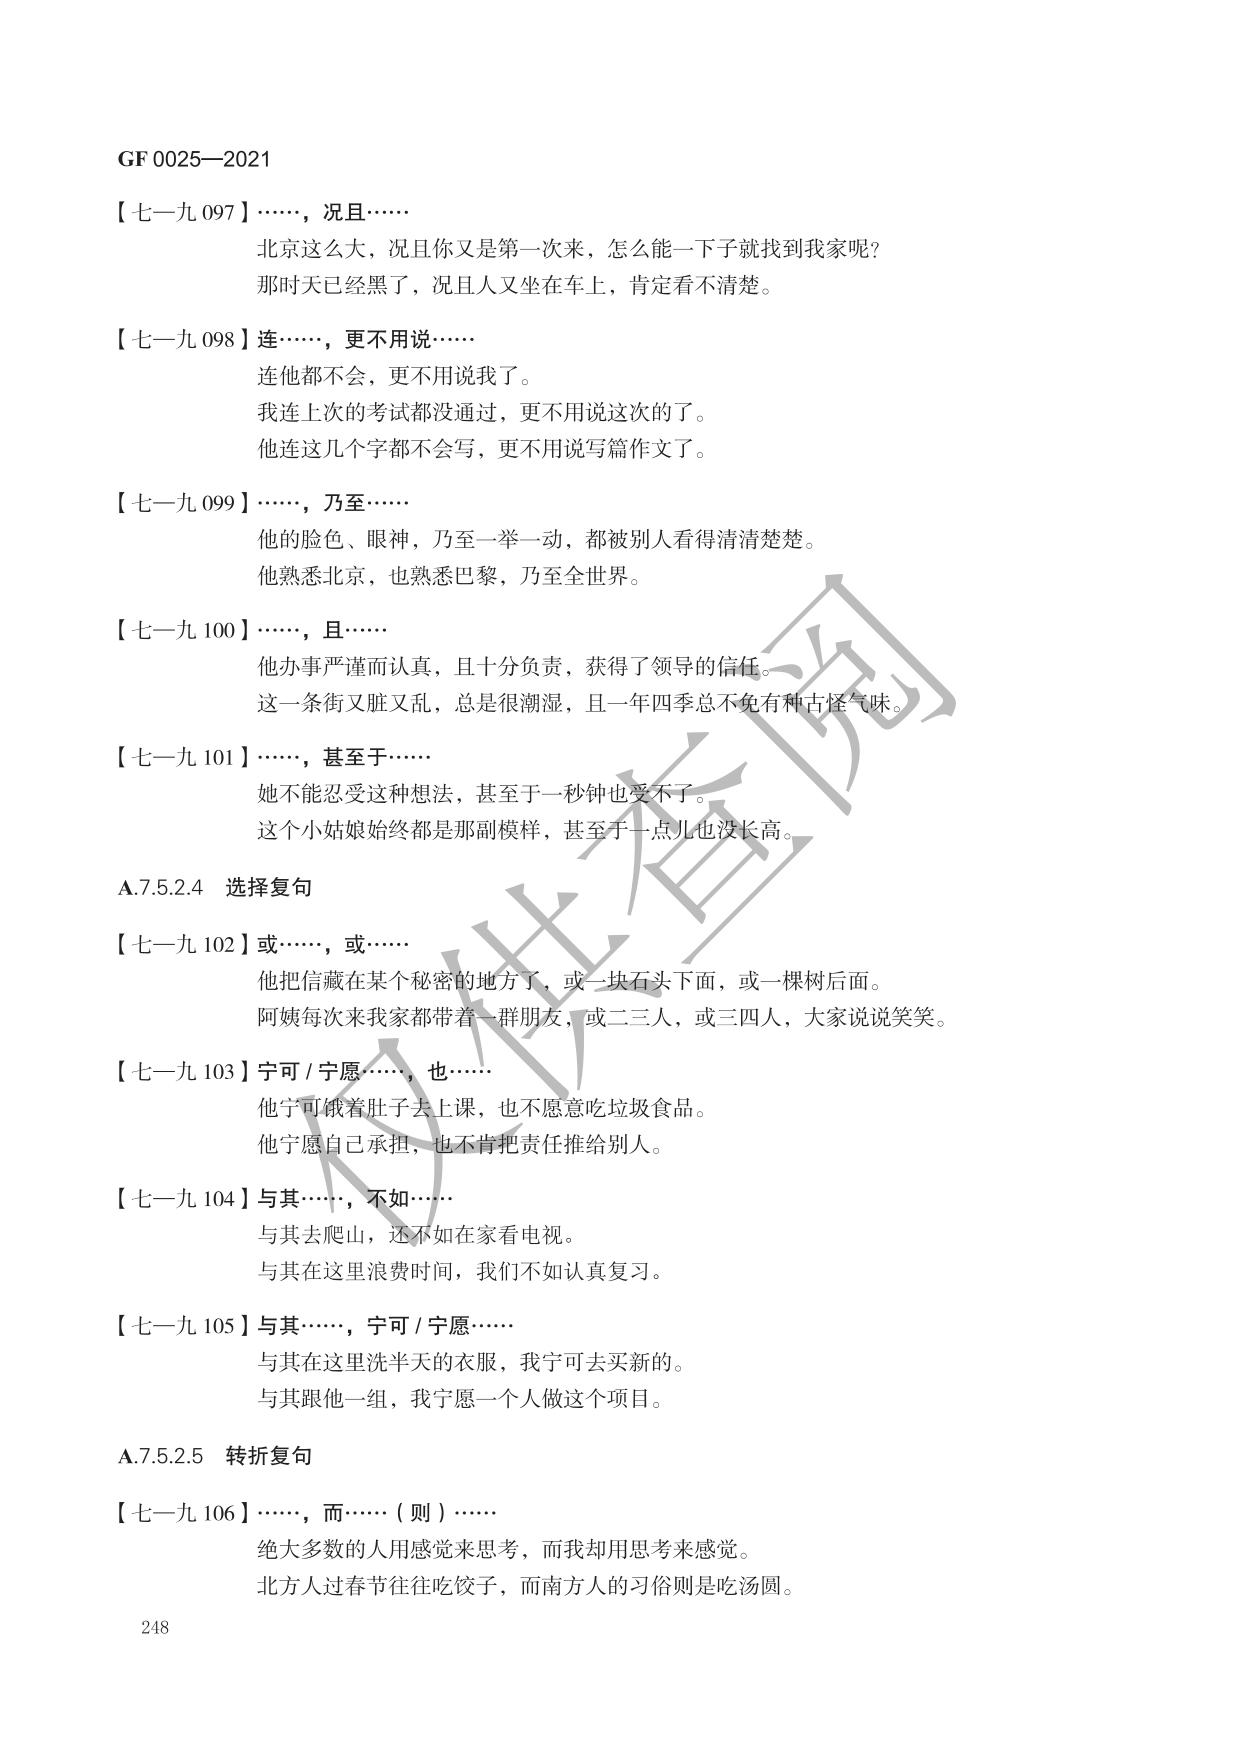 GF 0025—2021
【七—九 097】……，况且……
北京这么大，况且你又是第一次来，怎么能一下子就找到我家呢？
那时天已经黑了，况且人又坐在车上，肯定看不清楚。
【七—九 098】连……，更不用说……
连他都不会，更不用说我了。
我连上次的考试都没通过，更不用说这次的了。
他连这几个字都不会写，更不用说写篇作文了。
【七—九 099】……，乃至……
他的脸色、眼神，乃至一举一动，都被别人看得清清楚楚。
他熟悉北京，也熟悉巴黎，乃至全世界。
【七—九 100】……，且……
他办事严谨而认真，且十分负责，获得了领导的信任。
这一条街又脏又乱，总是很潮湿，且一年四季总不免有种古怪气味。
【七—九 101】……，甚至于……
她不能忍受这种想法，甚至于一秒钟也受不了。
这个小姑娘始终都是那副模样，甚至于一点儿也没长高。
A.7.5.2.4 选择复句
【七—九 102】或……，或……
他把信藏在某个秘密的地方了，或一块石头下面，或一棵树后面。
阿姨每次来我家都带着一群朋友，或二三人，或三四人，大家说说笑笑。
【七—九 103】宁可 / 宁愿……，也……
他宁可饿着肚子去上课，也不愿意吃垃圾食品。
他宁愿自己承担，也不肯把责任推给别人。
【七—九 104】与其……，不如……
与其去爬山，还不如在家看电视。
与其在这里浪费时间，我们不如认真复习。
【七—九 105】与其……，宁可 / 宁愿……
与其在这里洗半天的衣服，我宁可去买新的。
与其跟他一组，我宁愿一个人做这个项目。
A.7.5.2.5 转折复句
【七—九 106】……，而……（则）……
绝大多数的人用感觉来思考，而我却用思考来感觉。
北方人过春节往往吃饺子，而南方人的习俗则是吃汤圆。
248
仅供查阅